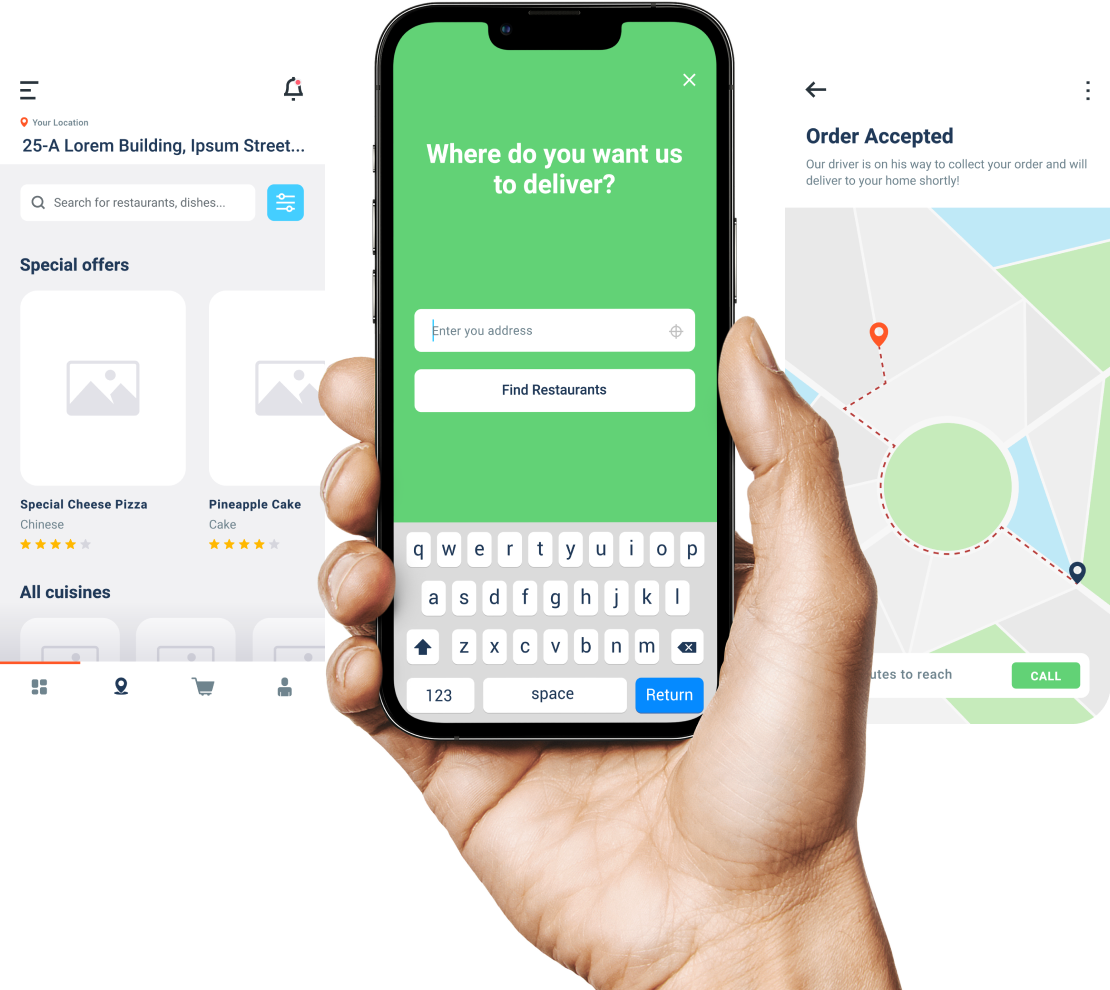 Your Location
25-A Lorem Building, Ipsum Street...
Search for restaurants, dishes...
Special offers
Special Cheese Pizza
Chinese
Pineapple Cake
Cake
All cuisines
Where do you want us
to deliver?
Enter you address
Find Restaurants
q w e r t y u i o p
a s d f g h j k l
z x c v b n m
123 space Return
Order Accepted
Our driver is on his way to collect your order and will
deliver to your home shortly!
to reach
CALL